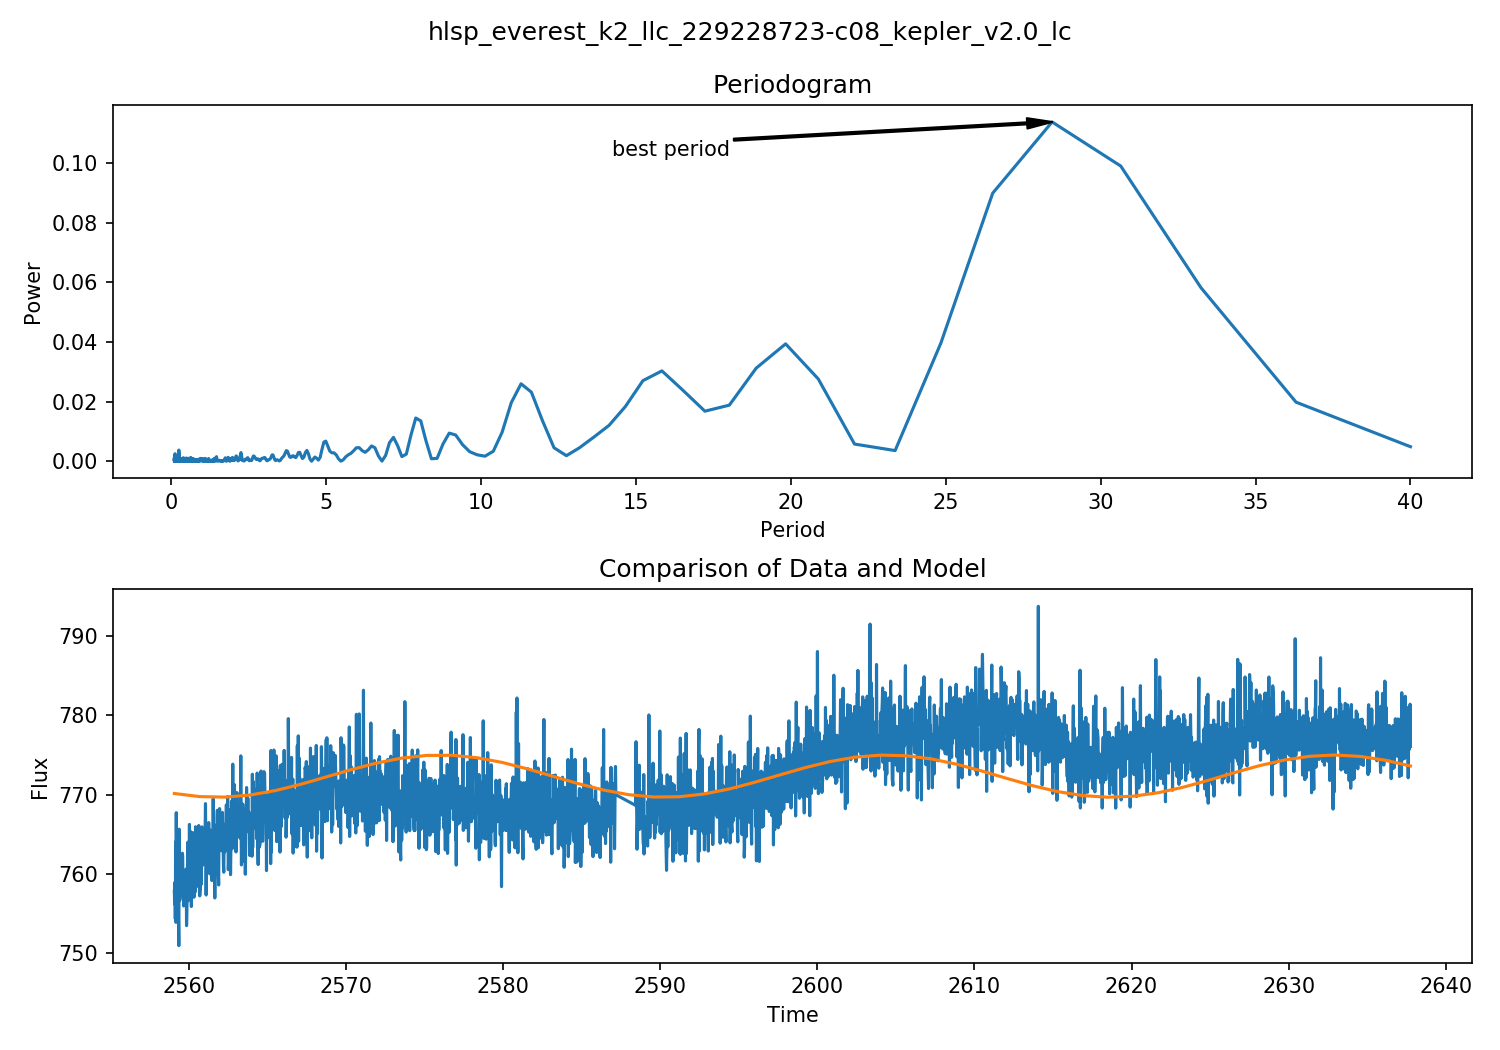 hlsp_everest_k2_llc_229228723-c08_kepler_v2.0_lc
Periodogram
best period
0.10
0.08
0.06
0.04
0.02
0.00
Power
0 5 10 15 20 25 30 35 40
Period
Comparison of Data and Model
790
780
770
760
750
Flux
2560 2570 2580 2590 2600 2610 2620 2630 2640
Time